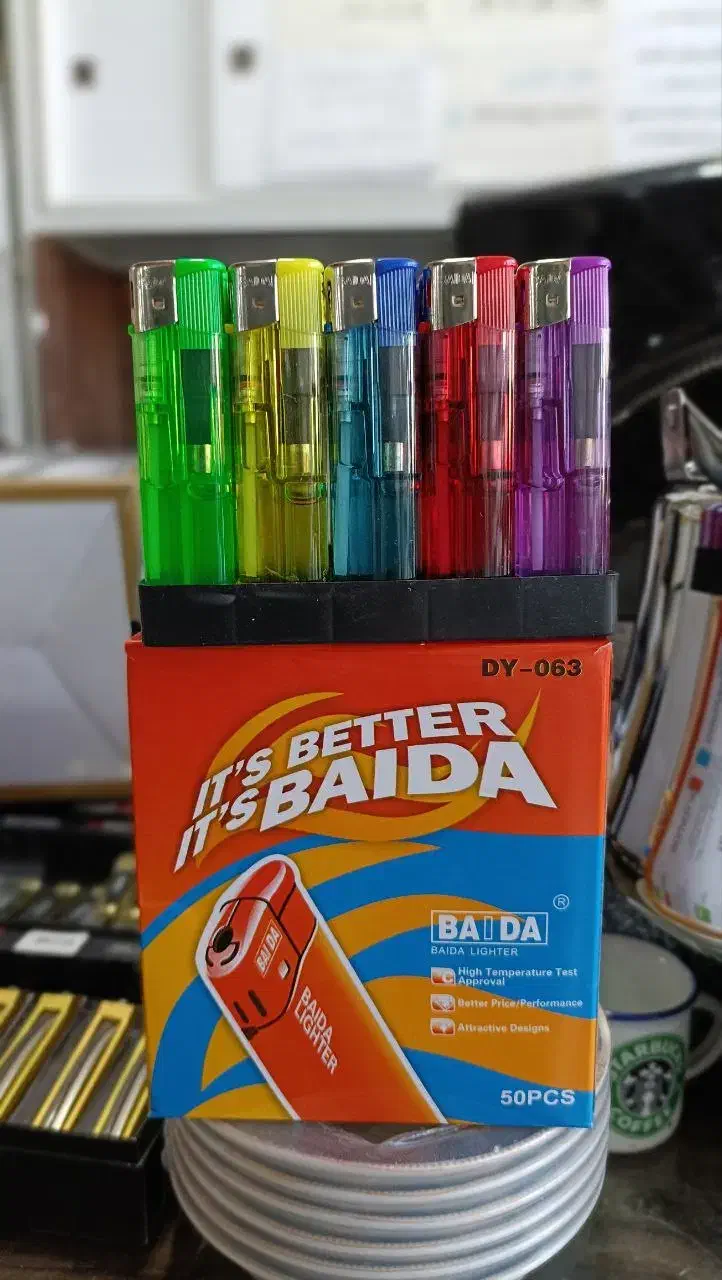 BAIDA
DY-063
IT'S BETTER
IT'S BAIDA
BAIDA
BAIDA
LIGHTER
®
BAIDA
BAIDA LIGHTER
High Temperature Test
Approval
Better Price/Performance
Attractive Designs
50PCS
STARBUCKS
COFFEE